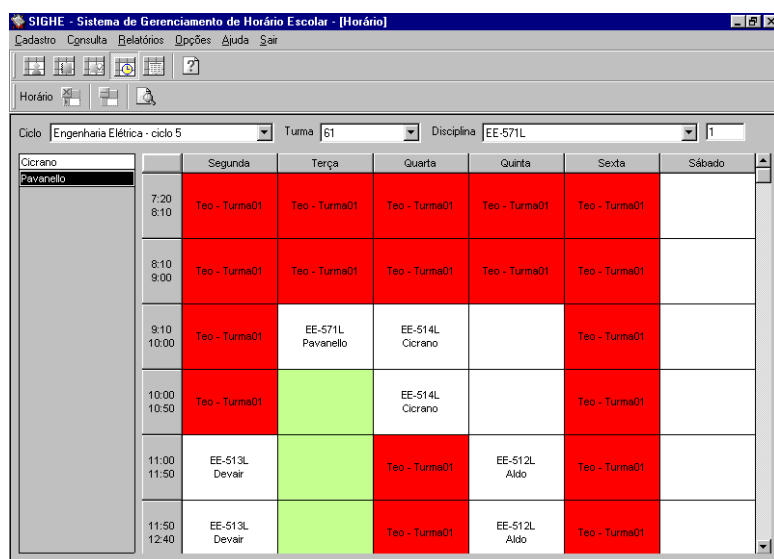 SIGHE - Sistema de Gerenciamento de Horário Escolar - [Horário]
Cadastro Consulta Relatórios Opções Ajuda Sair
Horário
Ciclo Engenharia Elétrica - ciclo 5 Turma 61 Disciplina EE-571L 1
Cicrano
Pavanello
Segunda Terça Quarta Quinta Sexta Sábado
7:20
8:10
Teo - Turma01 Teo - Turma01 Teo - Turma01 Teo - Turma01 Teo - Turma01
8:10
9:00
Teo - Turma01 Teo - Turma01 Teo - Turma01 Teo - Turma01 Teo - Turma01
9:10
10:00
Teo - Turma01
EE-571L
Pavanello
EE-514L
Cicrano
Teo - Turma01
10:00
10:50
Teo - Turma01
EE-514L
Cicrano
Teo - Turma01
11:00
11:50
EE-513L
Devair
Teo - Turma01
EE-512L
Aldo
Teo - Turma01
11:50
12:40
EE-513L
Devair
Teo - Turma01
EE-512L
Aldo
Teo - Turma01